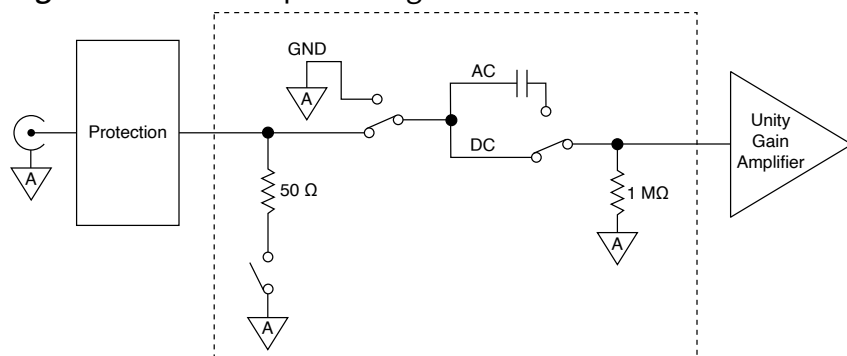 GND
A
AC
DC
Protection
A
50 Ω
A
1 MΩ
A
Unity
Gain
Amplifier